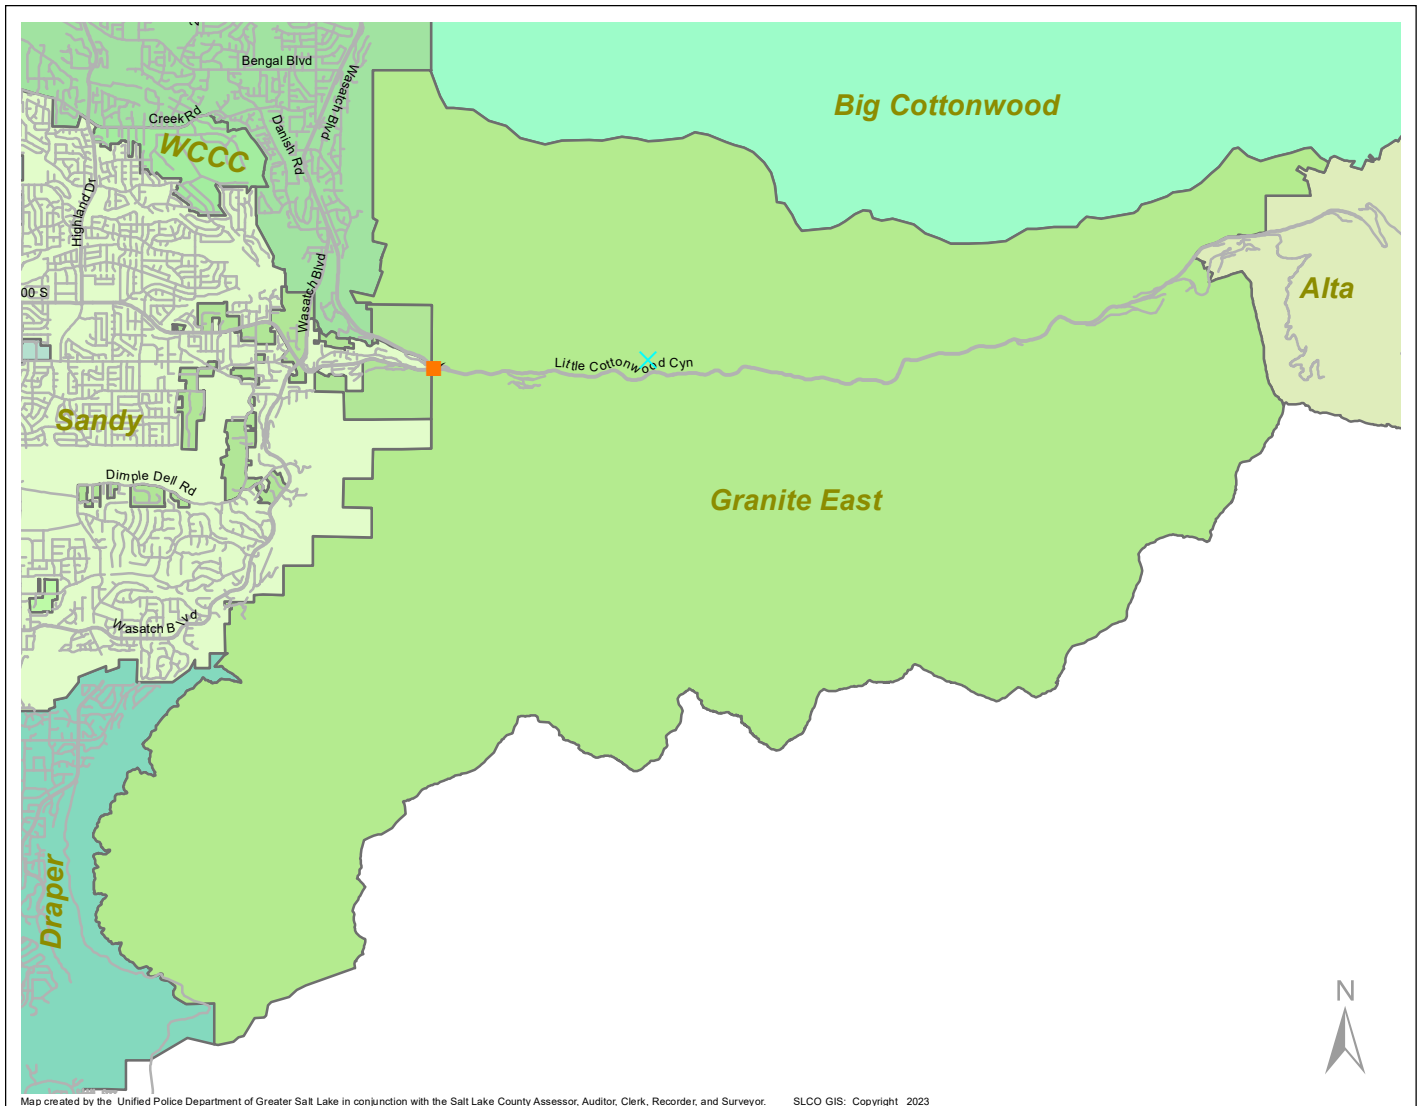 Bengal Blvd
Wasatch Blvd
Big Cottonwood
Creek Rd
Danish Rd
WCCC
Highland Dr
Wasatch Blvd
00 S
Alta
Little Cottonwood Cyn
Sandy
Dimple Dell Rd
Granite East
Wasatch Blvd
Draper
N
Map created by the Unified Police Department of Greater Salt Lake in conjunction with the Salt Lake County Assessor, Auditor, Clerk, Recorder, and Surveyor. SLCO GIS: Copyright 2023